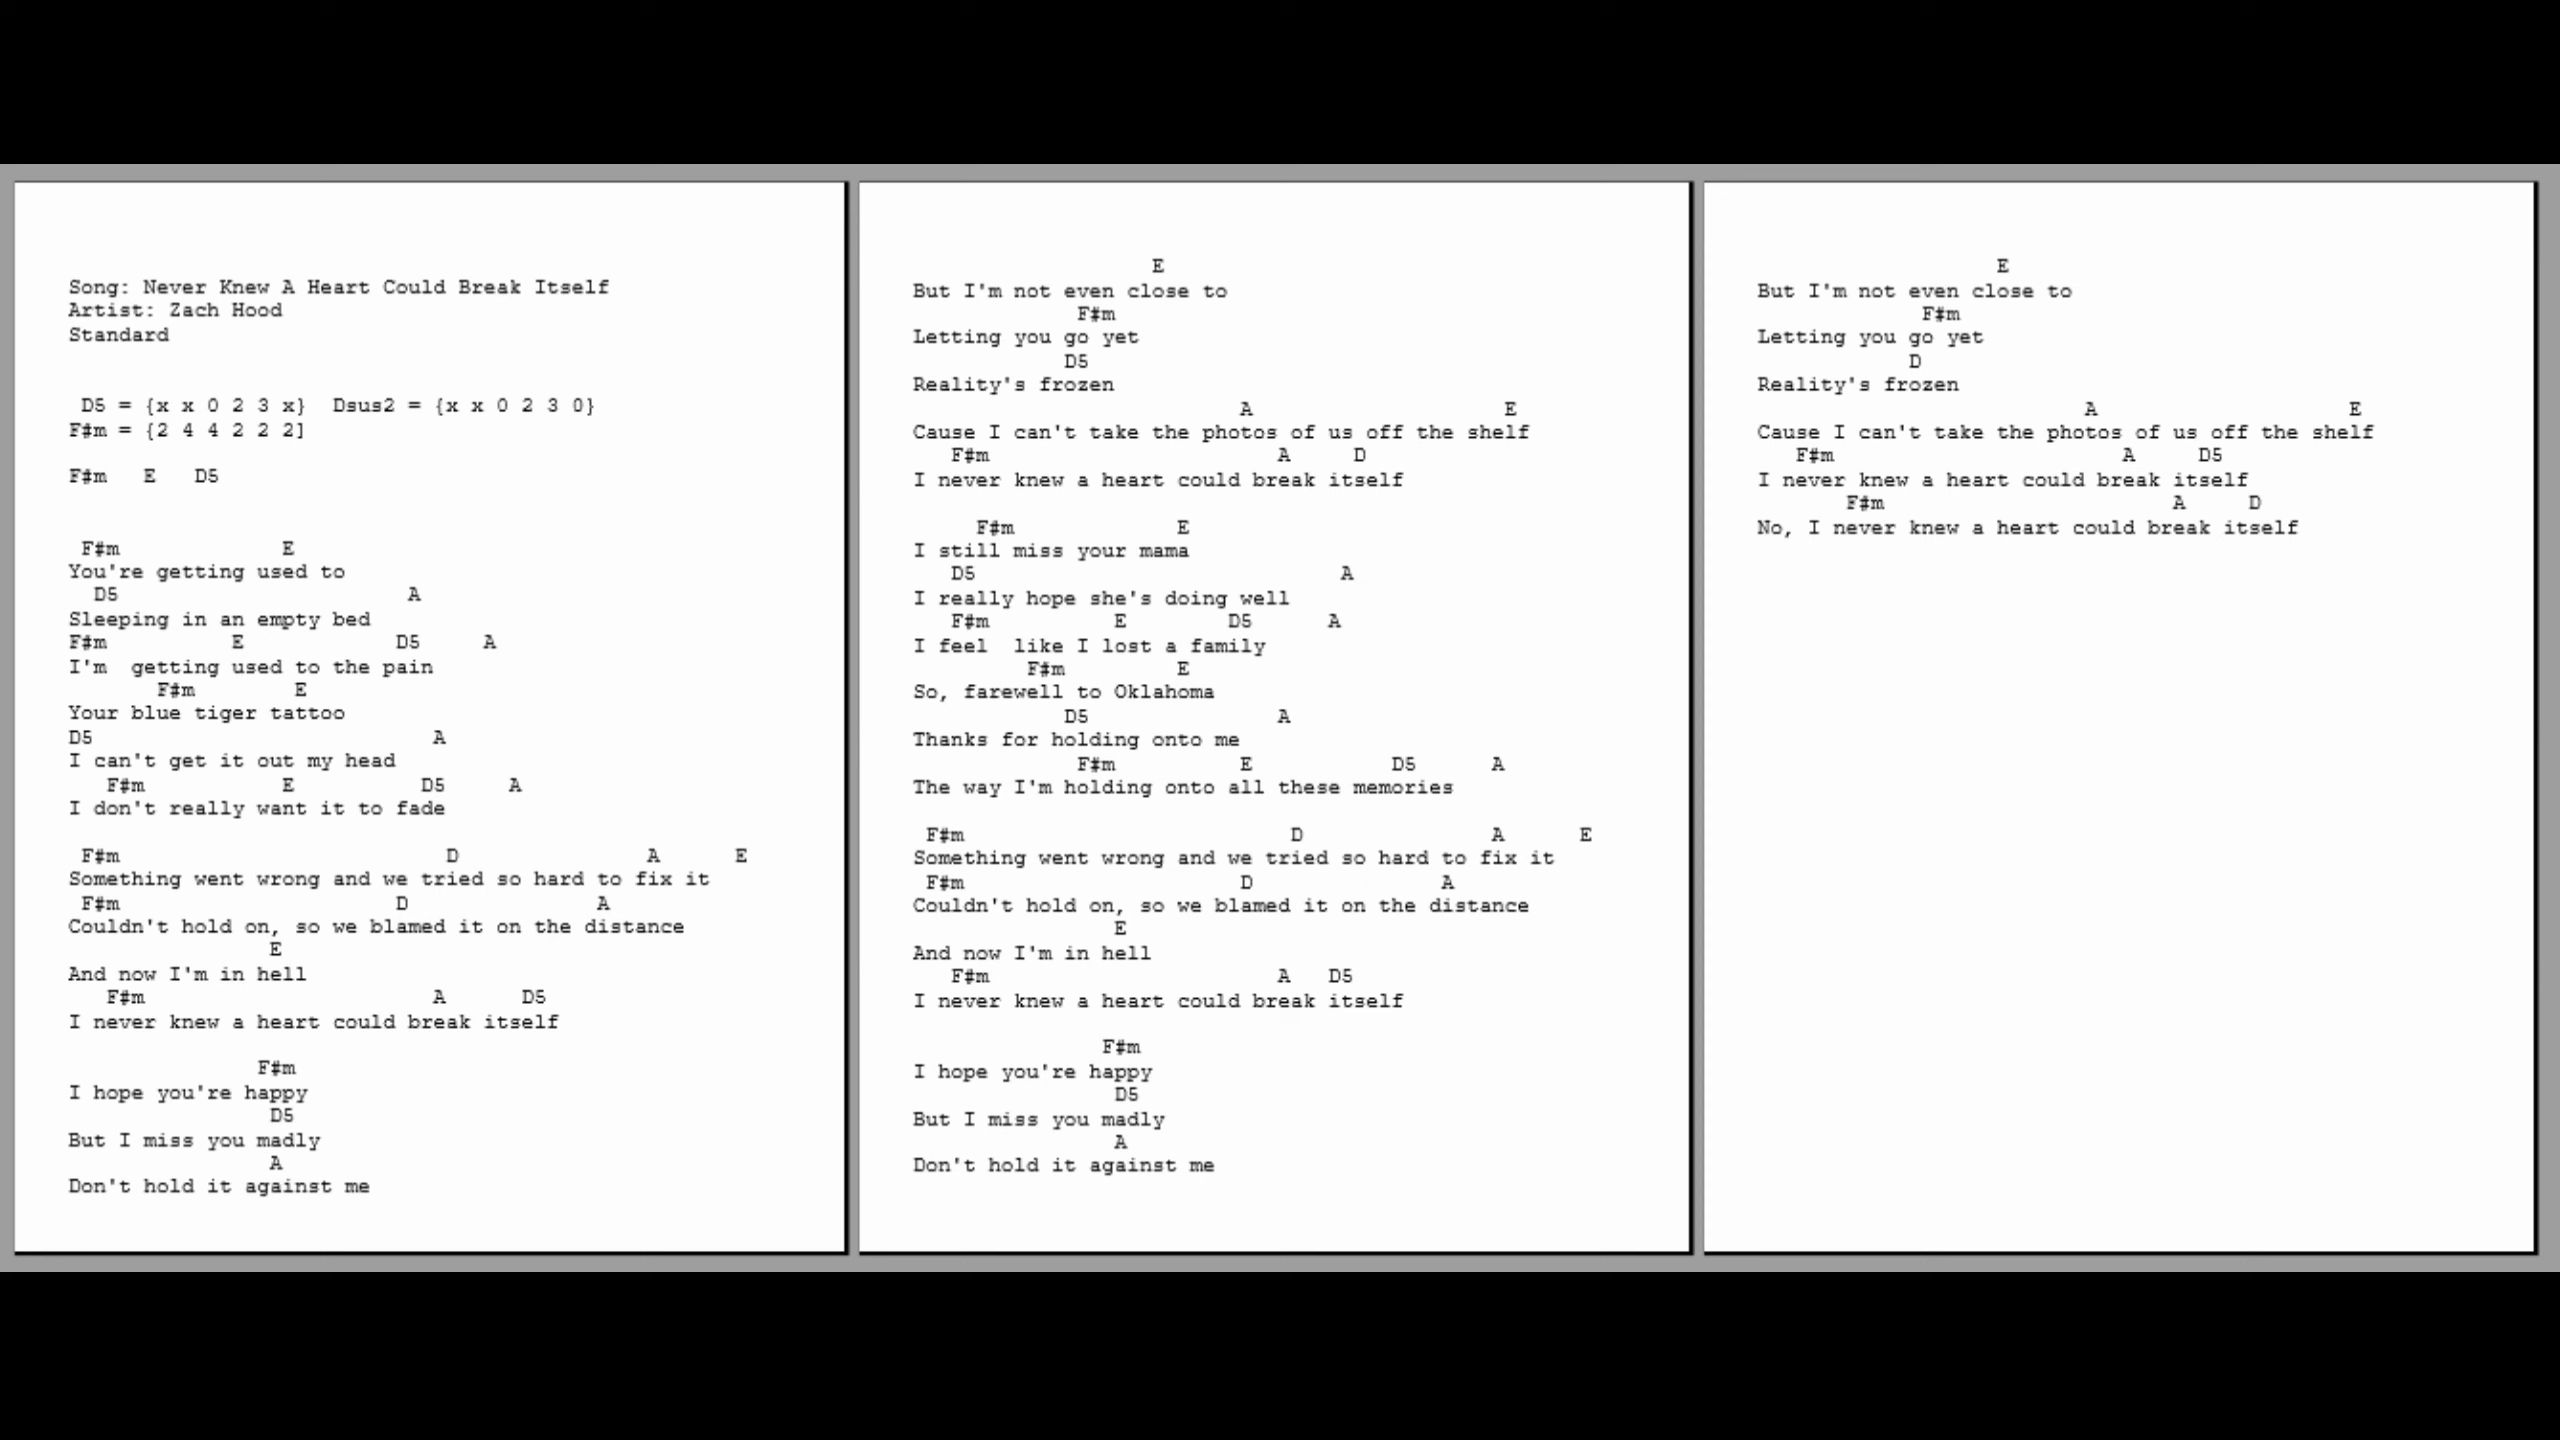 Song: Never Knew A Heart Could Break Itself
Artist: Zach Hood
Standard
D5 = {x x 0 2 3 x}  Dsus2 = {x x 0 2 3 0}
F#m = {2 4 4 2 2 2]
F#m   E   D5
F#m             E
You're getting used to
D5                       A
Sleeping in an empty bed
F#m          E            D5     A
I'm  getting used to the pain
F#m        E
Your blue tiger tattoo
D5                           A
I can't get it out my head
F#m           E          D5     A
I don't really want it to fade
F#m                          D               A      E
Something went wrong and we tried so hard to fix it
F#m                      D               A
Couldn't hold on, so we blamed it on the distance
E
And now I'm in hell
F#m                       A      D5
I never knew a heart could break itself
F#m
I hope you're happy
D5
But I miss you madly
A
Don't hold it against me
E
But I'm not even close to
F#m
Letting you go yet
D5
Reality's frozen
A                    E
Cause I can't take the photos of us off the shelf
F#m                       A     D
I never knew a heart could break itself
F#m             E
I still miss your mama
D5                             A
I really hope she's doing well
F#m          E        D5      A
I feel  like I lost a family
F#m         E
So, farewell to Oklahoma
D5               A
Thanks for holding onto me
F#m          E           D5      A
The way I'm holding onto all these memories
F#m                          D               A      E
Something went wrong and we tried so hard to fix it
F#m                      D               A
Couldn't hold on, so we blamed it on the distance
E
And now I'm in hell
F#m                       A   D5
I never knew a heart could break itself
F#m
I hope you're happy
D5
But I miss you madly
A
Don't hold it against me
E
But I'm not even close to
F#m
Letting you go yet
D
Reality's frozen
A                    E
Cause I can't take the photos of us off the shelf
F#m                       A     D5
I never knew a heart could break itself
F#m                       A     D
No, I never knew a heart could break itself